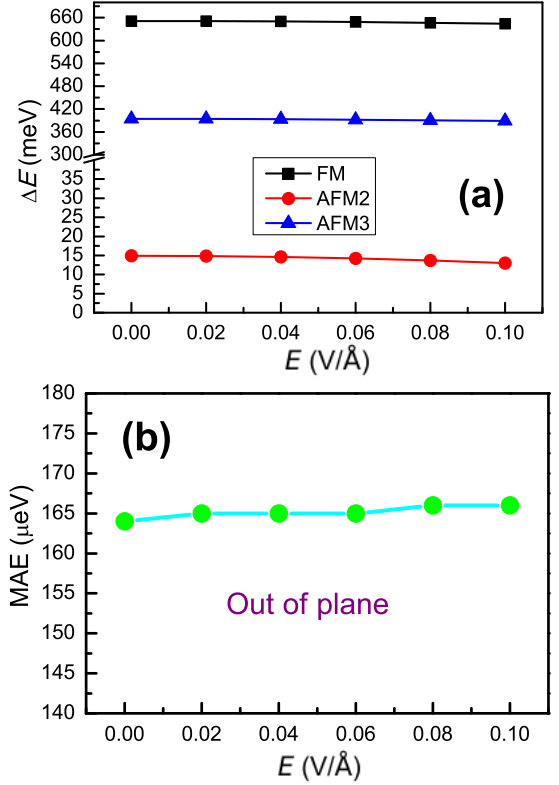 660
600
540
480
420
360
300
35
30
25
20
15
10
5
0
ΔE (meV)
FM
AFM2
AFM3
(a)
0.00 0.02 0.04 0.06 0.08 0.10
E (V/Å)
180
175
170
165
160
155
150
145
140
MAE (μeV)
(b)
Out of plane
0.00 0.02 0.04 0.06 0.08 0.10
E (V/Å)